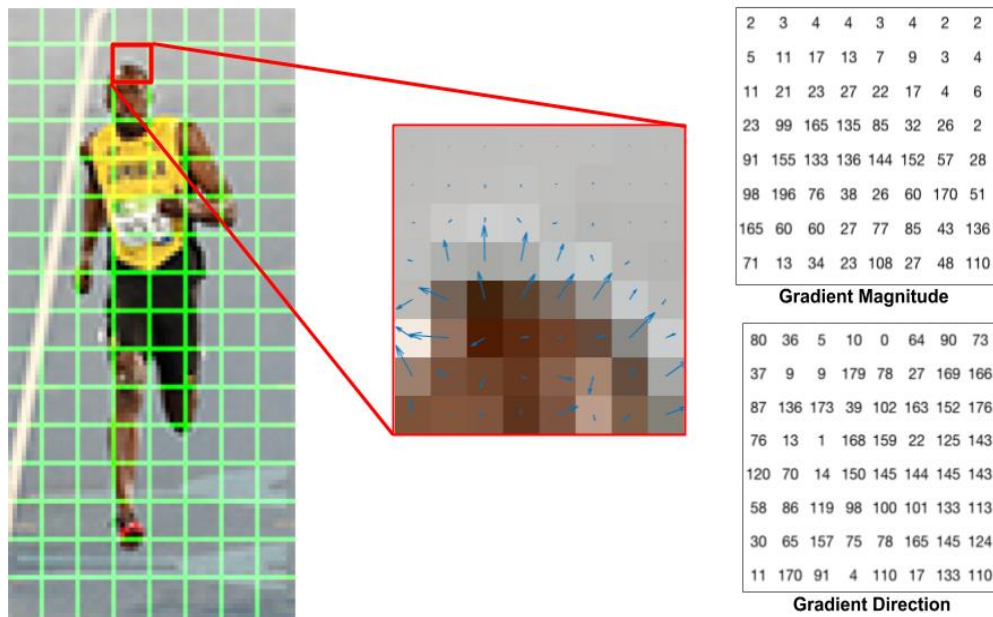 2 3 4 4 3 4 2 2
5 11 17 13 7 9 3 4
11 21 23 27 22 17 4 6
23 99 165 135 85 32 26 2
91 155 133 136 144 152 57 28
98 196 76 38 26 60 170 51
165 60 60 27 77 85 43 136
71 13 34 23 108 27 48 110
Gradient Magnitude
80 36 5 10 0 64 90 73
37 9 9 179 78 27 169 166
87 136 173 39 102 163 152 176
76 13 1 168 159 22 125 143
120 70 14 150 145 144 145 143
58 86 119 98 100 101 133 113
30 65 157 75 78 165 145 124
11 170 91 4 110 17 133 110
Gradient Direction